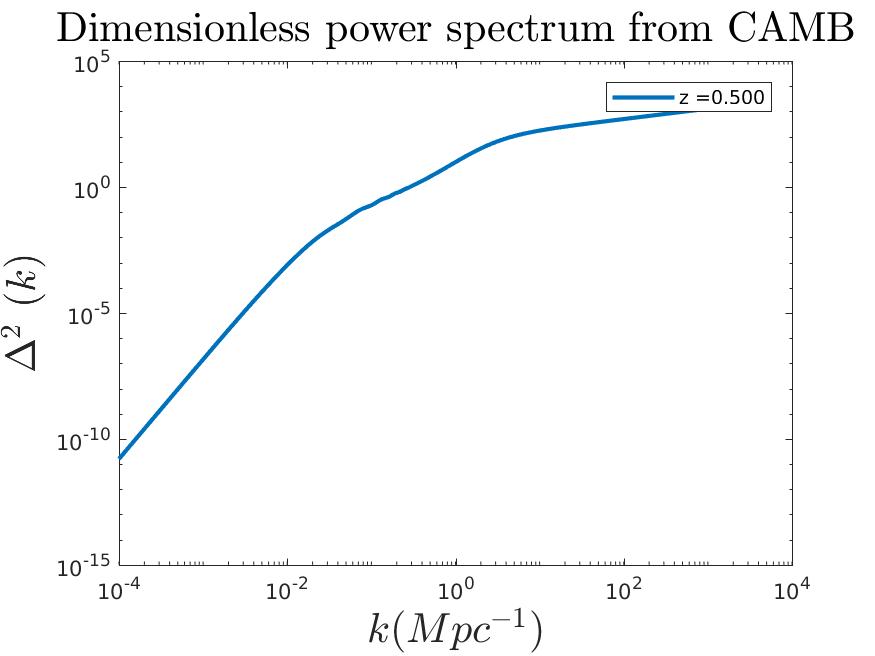 Dimensionless power spectrum from CAMB
10^5
z =0.500
10^0
Δ^2 (k)
10^-5
10^-10
10^-15
10^-4 10^-2 10^0 10^2 10^4
k(Mpc^−1)